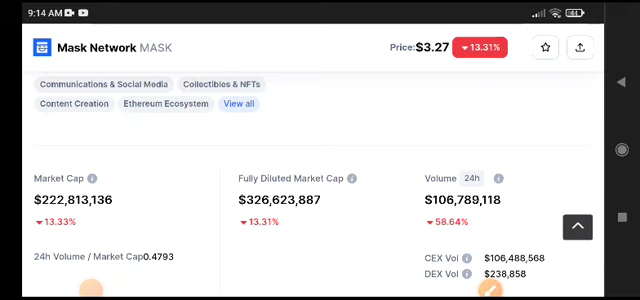 9:14 AM
44
Mask Network MASK
Price:$3.27
13.31%
Communications & Social Media
Collectibles & NFTs
Content Creation
Ethereum Ecosystem
View all
Market Cap
Fully Diluted Market Cap
Volume 24h
$222,813,136
$326,623,887
$106,789,118
13.33%
13.31%
58.64%
24h Volume / Market Cap0.4793
CEX Vol $106,488,568
DEX Vol $238,858